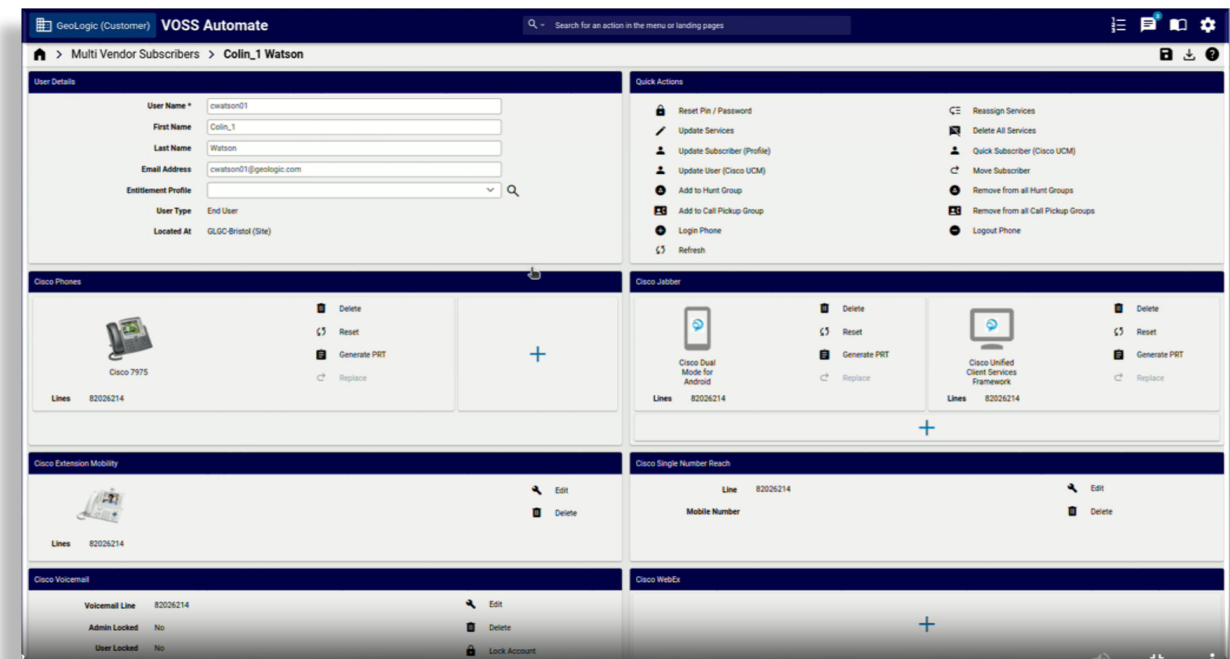 GeoLogic (Customer) VOSS Automate Search for an action in the menu or landing pages
Multi Vendor Subscribers > Colin_1 Watson
User Details
User Name * cwatson01
First Name Colin_1
Last Name Watson
Email Address cwatson01@geologic.com
Entitlement Profile
User Type End User
Located At GLGC-Bristol (Site)
Quick Actions
Reset Pin / Password Reassign Services
Update Services Delete All Services
Update Subscriber (Profile) Quick Subscriber (Cisco UCM)
Update User (Cisco UCM) Move Subscriber
Add to Hunt Group Remove from all Hunt Groups
Add to Call Pickup Group Remove from all Call Pickup Groups
Login Phone Logout Phone
Refresh
Cisco Phones
Cisco 7975
Delete
Reset
Generate PRT
Replace
Lines 82026214
Cisco Jabber
Cisco Dual
Mode for
Android
Delete
Reset
Generate PRT
Replace
Lines 82026214
Cisco Unified
Client Services
Framework
Delete
Reset
Generate PRT
Replace
Lines 82026214
Cisco Extension Mobility
Edit
Delete
Lines 82026214
Cisco Single Number Reach
Line 82026214 Edit
Mobile Number Delete
Cisco Voicemail
Voicemail Line 82026214 Edit
Admin Locked No Delete
User Locked No Lock Account
Cisco WebEx